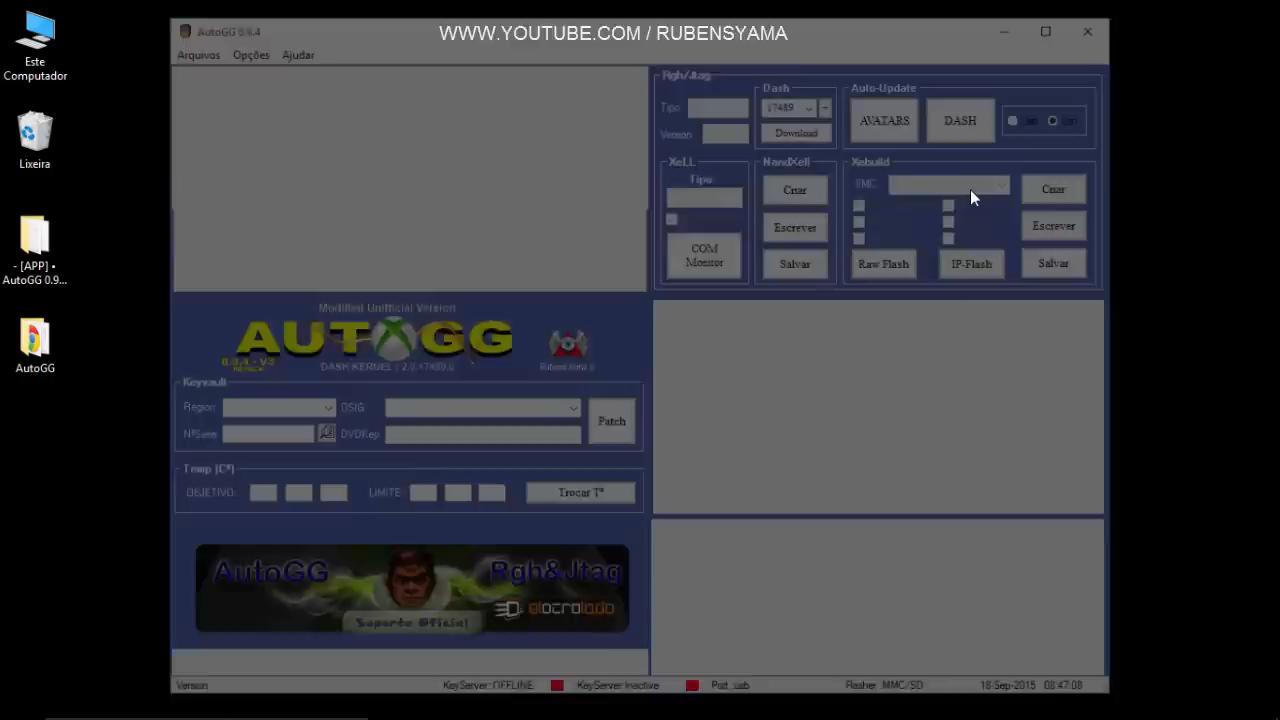 WWW.YOUTUBE.COM / RUBENSYAMA
Este
Computador
Lixeira
- [APP] •
AutoGG 0.9...
AutoGG
AutoGG 0.9.4
Arquivos Opções Ajudar
Rgh/Jtag
Tipo
Version
Dash
17489
Download
Auto-Update
AVATARS
DASH
XeLL
Tipo
COM
Monitor
NandXell
Criar
Escrever
Salvar
Xebuild
SMC
Criar
Escrever
Raw Flash
IP-Flash
Salvar
Modified Unifficial Version
AUTOGG
DASH KERNEL | 2.0.17489.0
Keyvault
Region
OSIG
NºSerie
DVDKey
Patch
Temp (Cº)
OBJETIVO:
LIMITE:
Trocar Tª
AutoGG
Rgh&Jtag
elotrolado
Soporte Oficial
Version
KeyServer: OFFLINE
KeyServer Inactive
Port: usb
Flasher: MMC/SD
18-Sep-2015
08:47:08